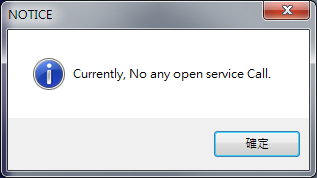 NOTICE
Currently, No any open service Call.
確定